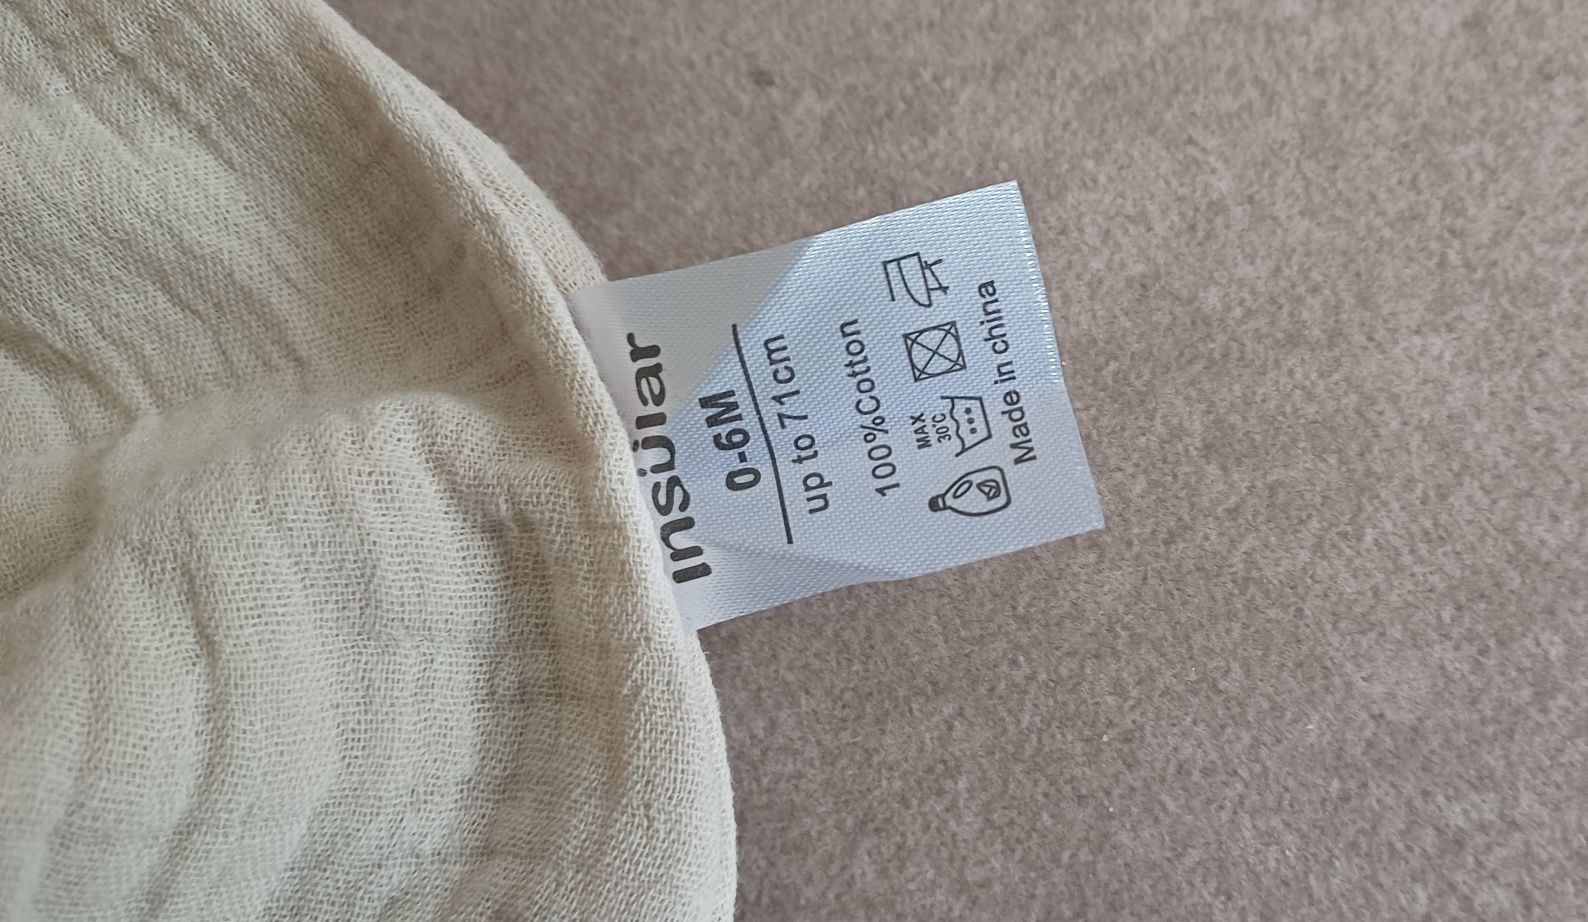 Insular
0-6M
up to 71cm
100%Cotton
MAX
30°C
Made in china